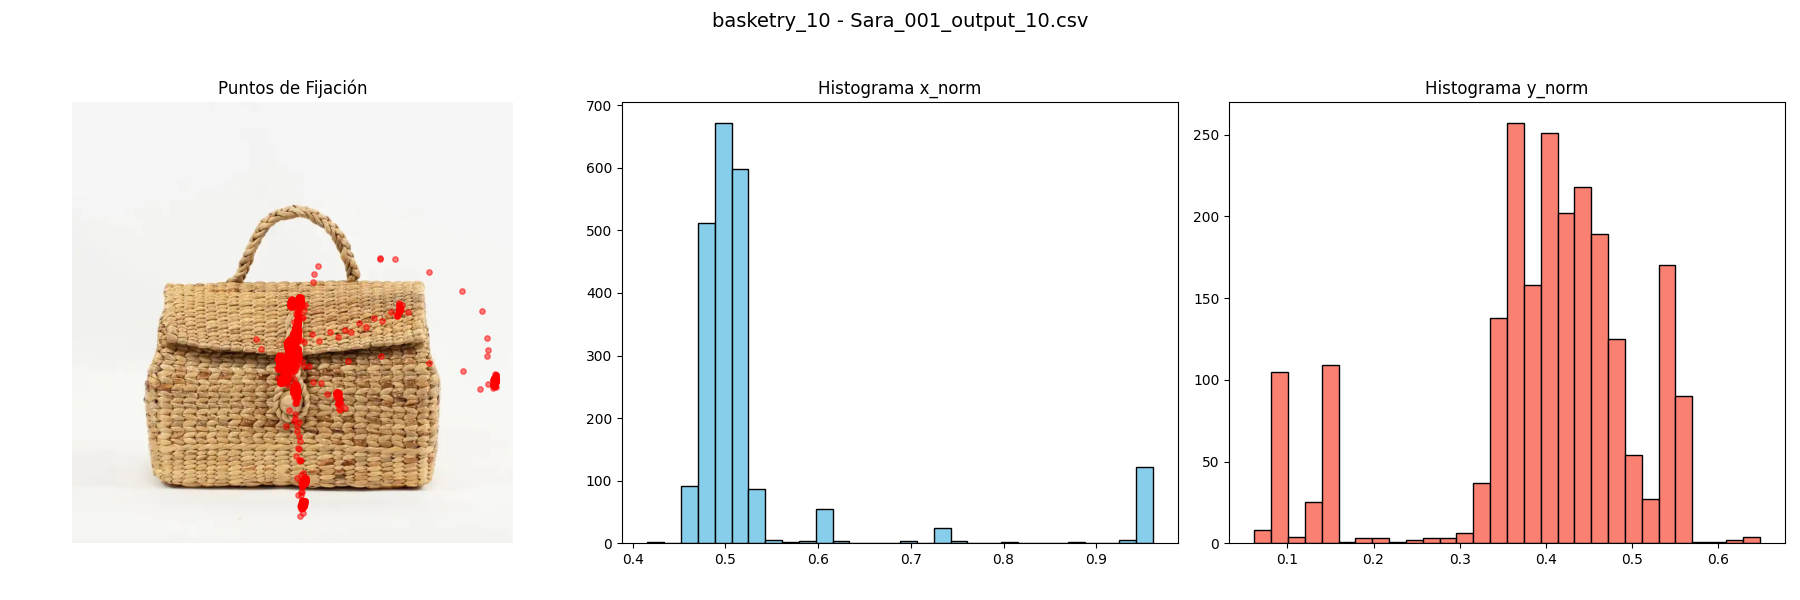 basketry_10 - Sara_001_output_10.csv
Puntos de Fijación
Histograma x_norm
700
600
500
400
300
200
100
0
0.4 0.5 0.6 0.7 0.8 0.9
Histograma y_norm
250
200
150
100
50
0
0.1 0.2 0.3 0.4 0.5 0.6